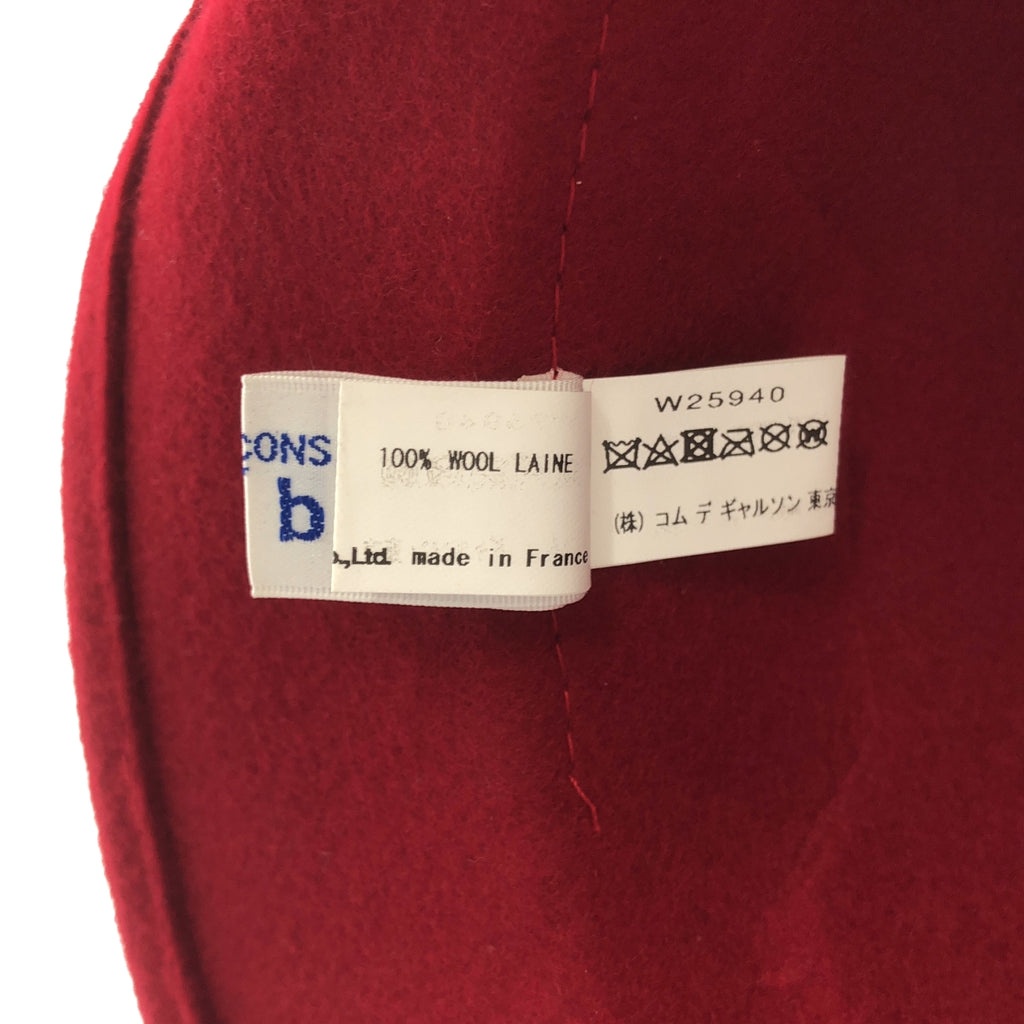 ÇONS
b
100% WOOL LAINE
.,Ltd. made in France
W25940
(株) コム デ ギャルソン 東京